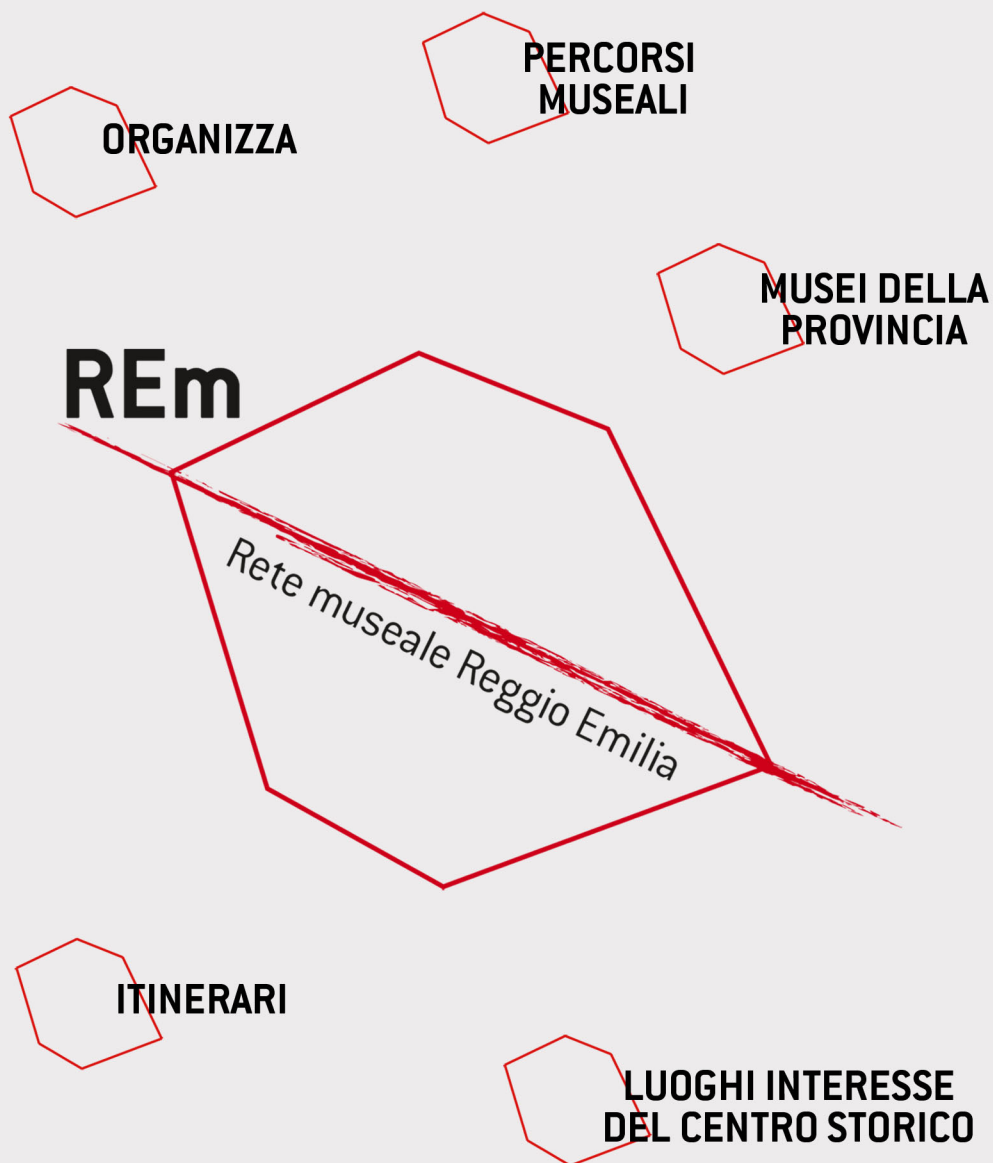 PERCORSI
MUSEALI
ORGANIZZA
MUSEI DELLA
PROVINCIA
REm
Rete museale Reggio Emilia
ITINERARI
LUOGHI INTERESSE
DEL CENTRO STORICO